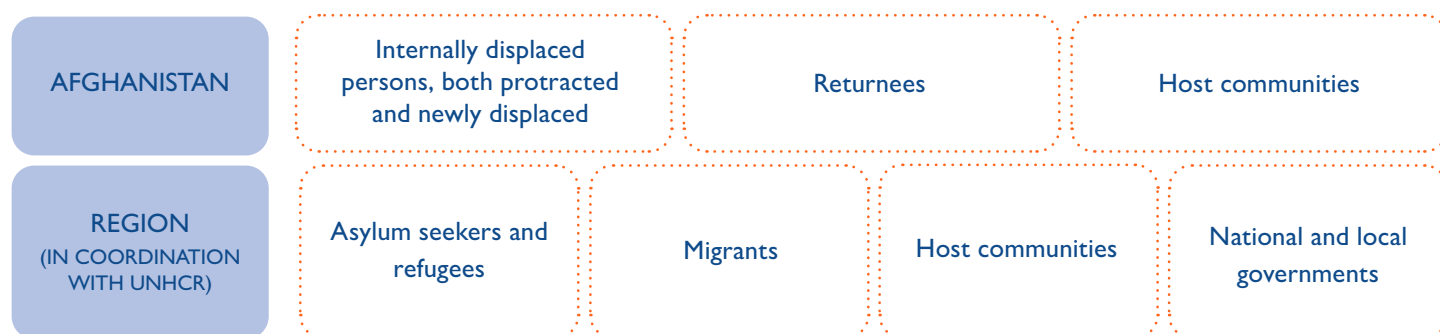 AFGHANISTAN
Internally displaced
persons, both protracted
and newly displaced
Returnees
Host communities
REGION
(IN COORDINATION
WITH UNHCR)
Asylum seekers and
refugees
Migrants
Host communities
National and local
governments